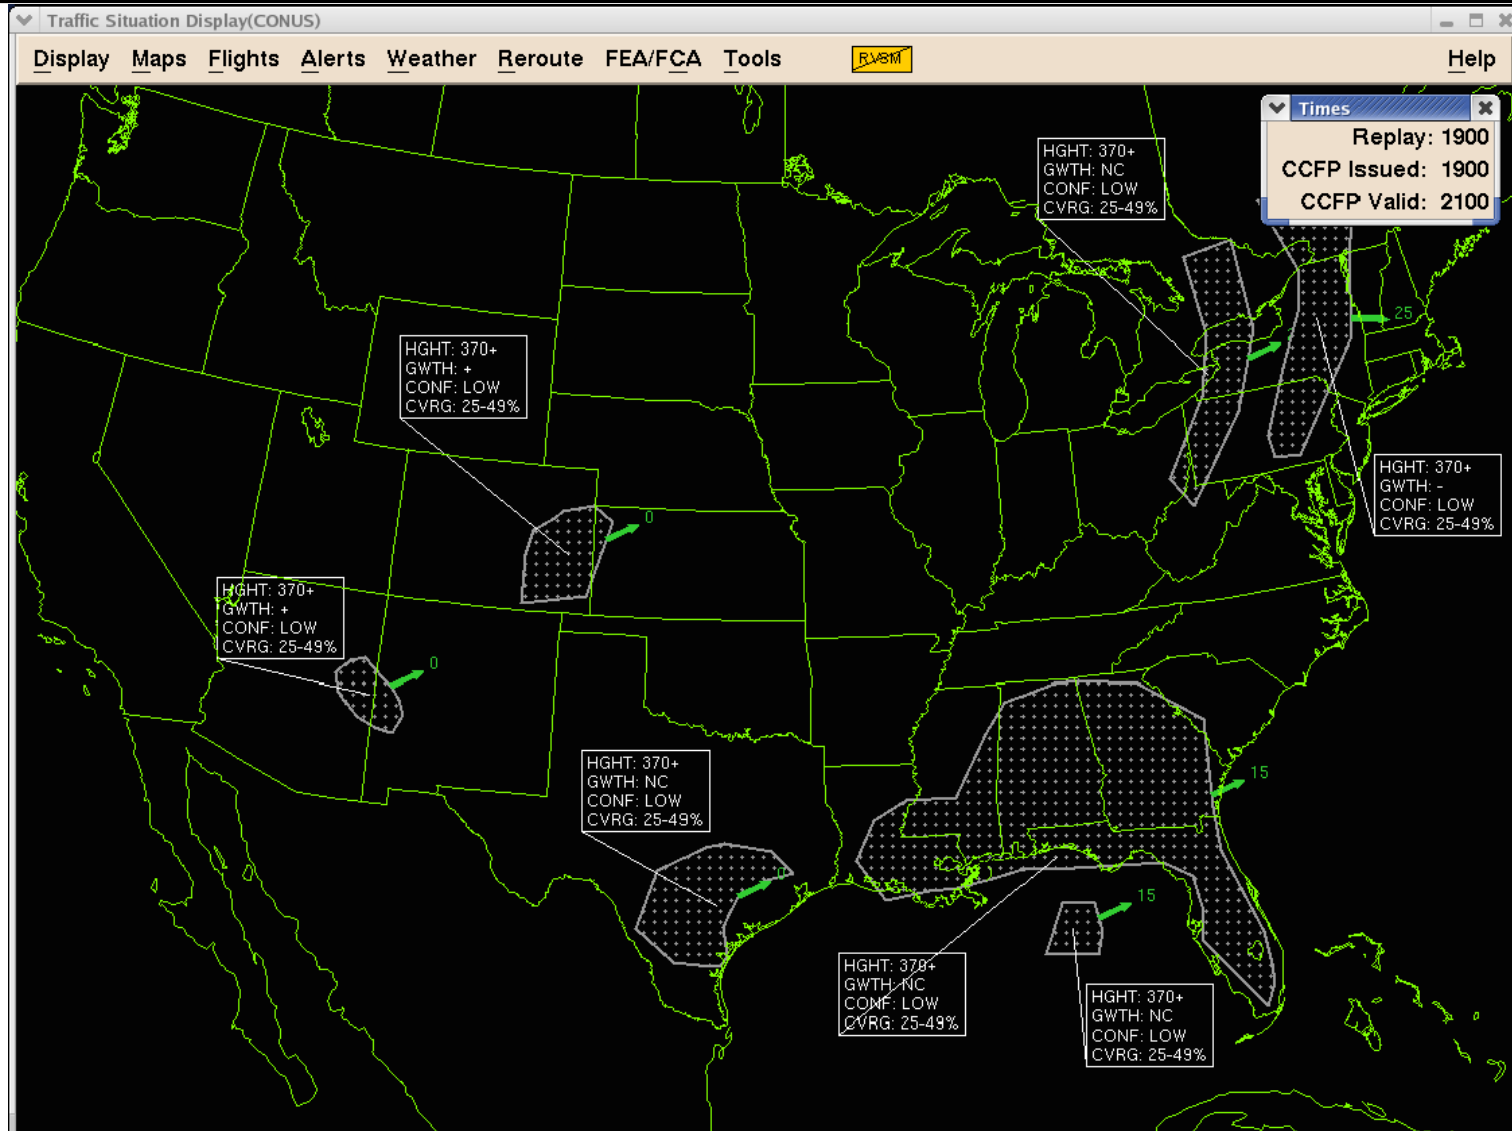 Traffic Situation Display(CONUS)
Display Maps Flights Alerts Weather Reroute FEA/FCA Tools RVSM Help
Times
Replay: 1900
CCFP Issued: 1900
CCFP Valid: 2100
HGHT: 370+
GWTH: NC
CONF: LOW
CVRG: 25-49%
25
HGHT: 370+
GWTH: +
CONF: LOW
CVRG: 25-49%
HGHT: 370+
GWTH: -
CONF: LOW
CVRG: 25-49%
0
HGHT: 370+
GWTH: +
CONF: LOW
CVRG: 25-49%
0
HGHT: 370+
GWTH: NC
CONF: LOW
CVRG: 25-49%
15
0
15
HGHT: 370+
GWTH: NC
CONF: LOW
CVRG: 25-49%
HGHT: 370+
GWTH: NC
CONF: LOW
CVRG: 25-49%